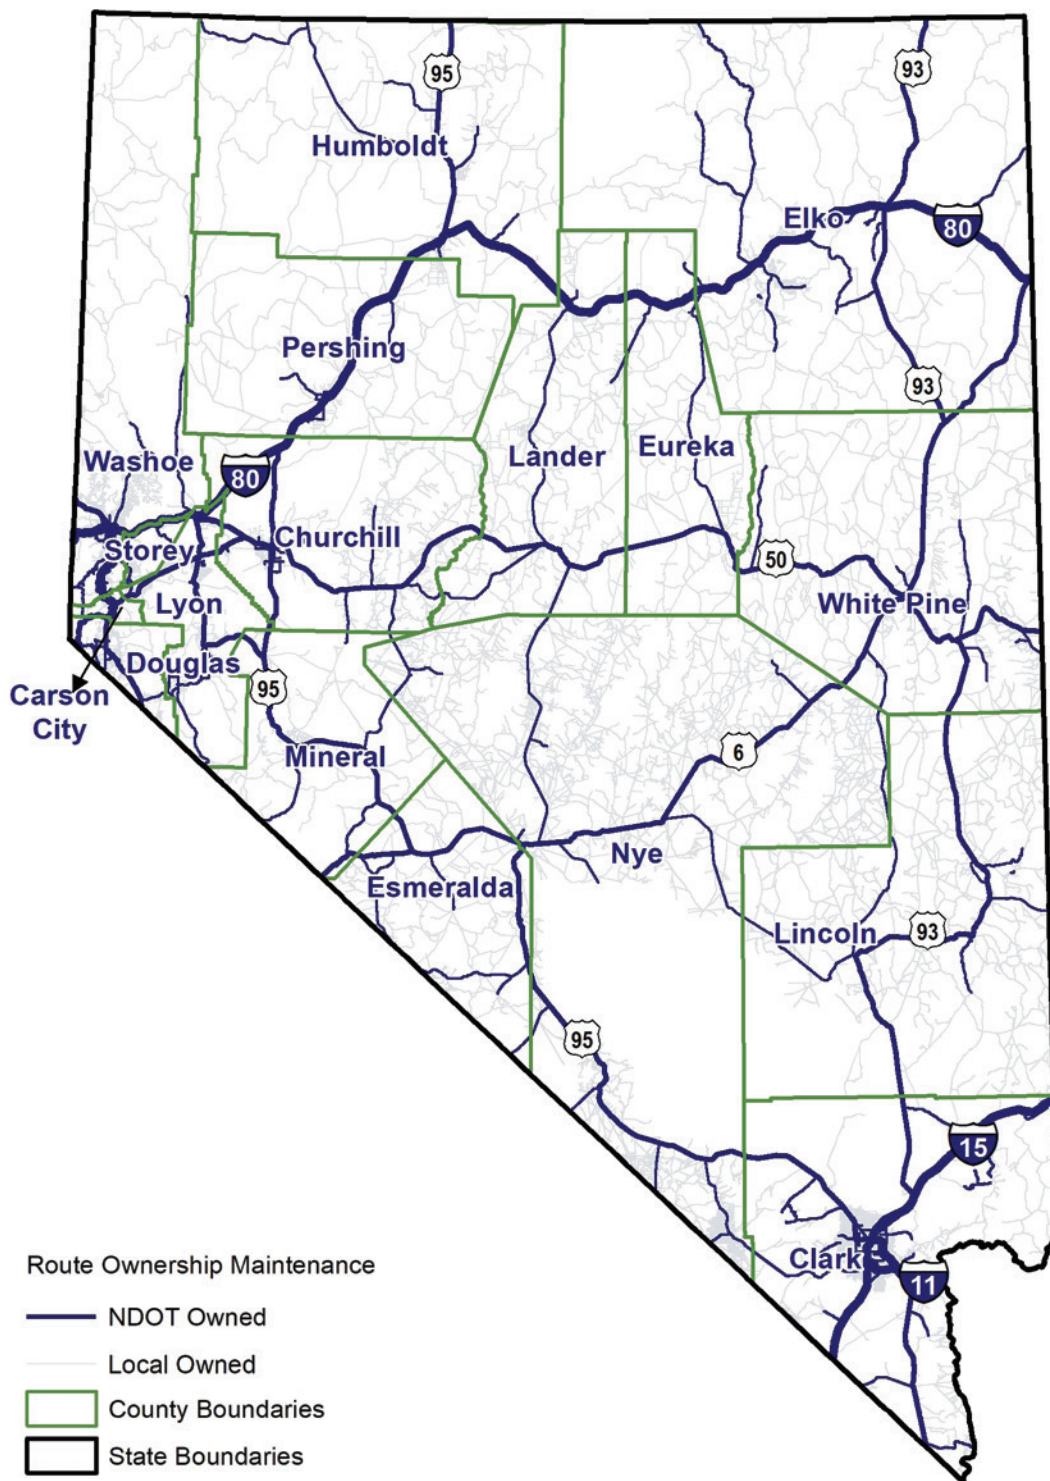 95
93
Humboldt
Elko
80
Pershing
93
Washoe
Lander
Eureka
80
Storey
Churchill
50
Lyon
White Pine
Douglas
Carson
City
95
Mineral
6
Nye
Esmeralda
Lincoln
93
95
15
Clark
11
Route Ownership Maintenance
NDOT Owned
Local Owned
County Boundaries
State Boundaries